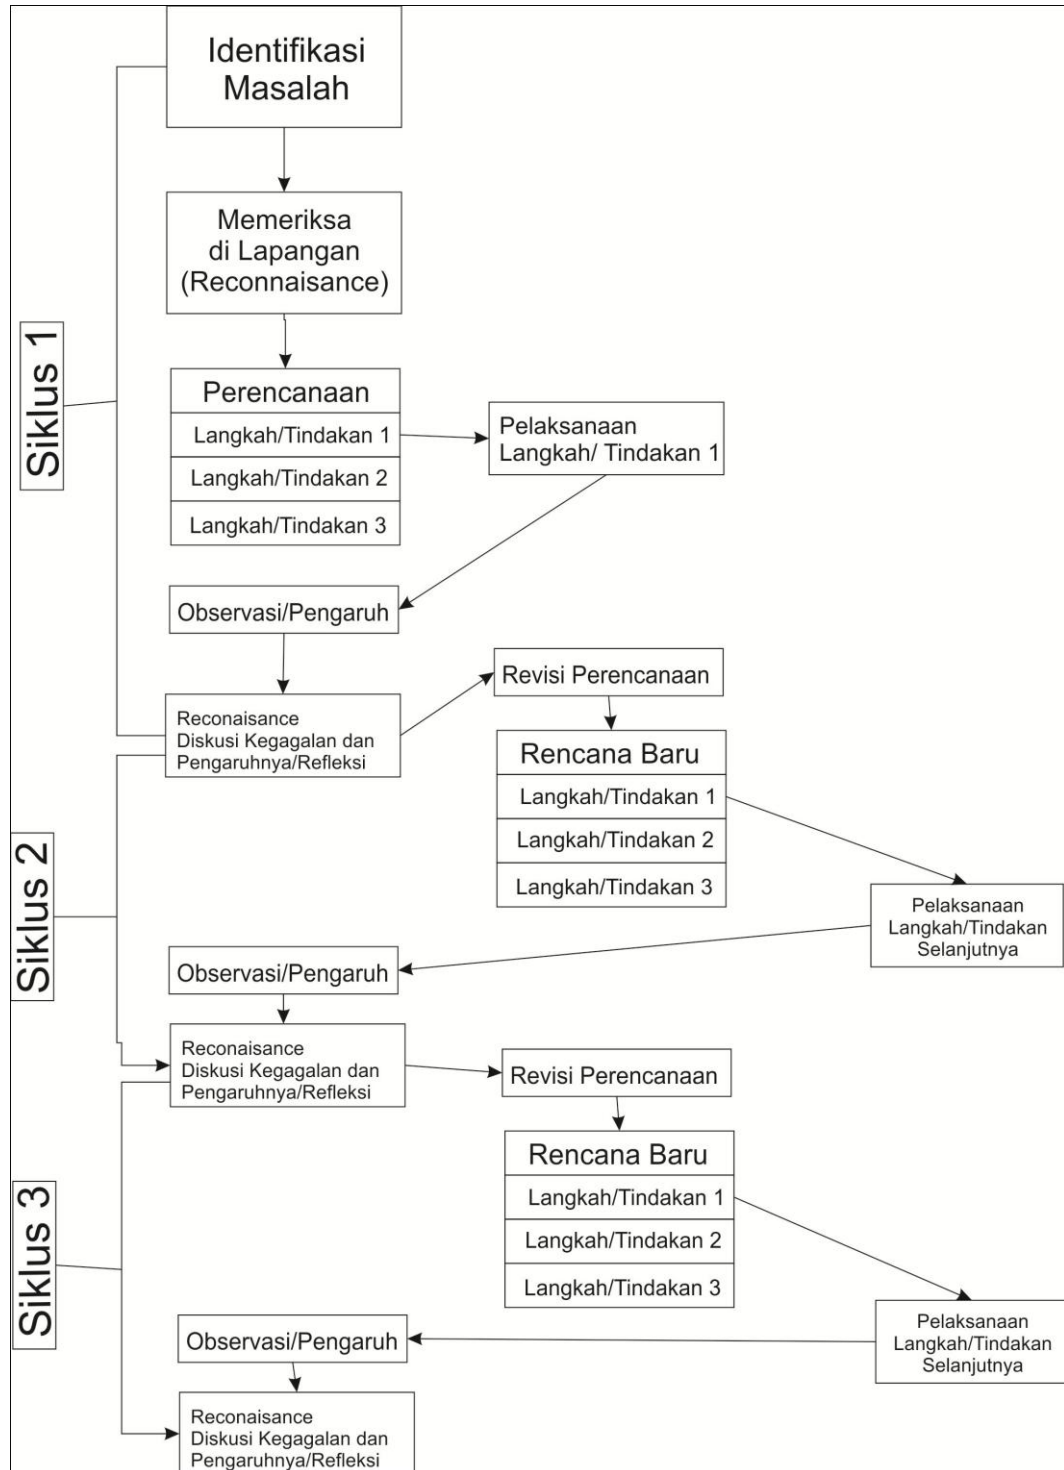 Identifikasi
Masalah
Memeriksa
di Lapangan
(Reconnaisance)
Siklus 1
Perencanaan
Langkah/Tindakan 1
Langkah/Tindakan 2
Langkah/Tindakan 3
Pelaksanaan
Langkah/ Tindakan 1
Observasi/Pengaruh
Reconaisance
Diskusi Kegagalan dan
Pengaruhnya/Refleksi
Revisi Perencanaan
Rencana Baru
Langkah/Tindakan 1
Langkah/Tindakan 2
Langkah/Tindakan 3
Siklus 2
Pelaksanaan
Langkah/Tindakan
Selanjutnya
Observasi/Pengaruh
Reconaisance
Diskusi Kegagalan dan
Pengaruhnya/Refleksi
Revisi Perencanaan
Rencana Baru
Langkah/Tindakan 1
Langkah/Tindakan 2
Langkah/Tindakan 3
Siklus 3
Pelaksanaan
Langkah/Tindakan
Selanjutnya
Observasi/Pengaruh
Reconaisance
Diskusi Kegagalan dan
Pengaruhnya/Refleksi